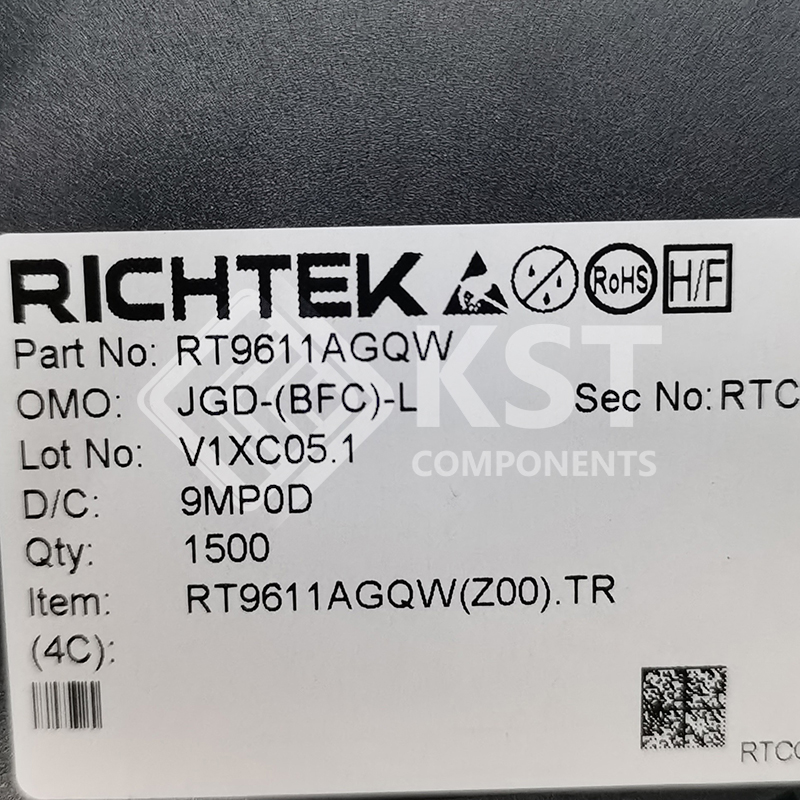 RICHTEK RoHS H/F
Part No: RT9611AGQW
OMO: JGD-(BFC)-L Sec No: RTC
Lot No: V1XC05.1
D/C: 9MP0D
Qty: 1500
Item: RT9611AGQW(Z00).TR
(4C):
RTC
KST
COMPONENTS